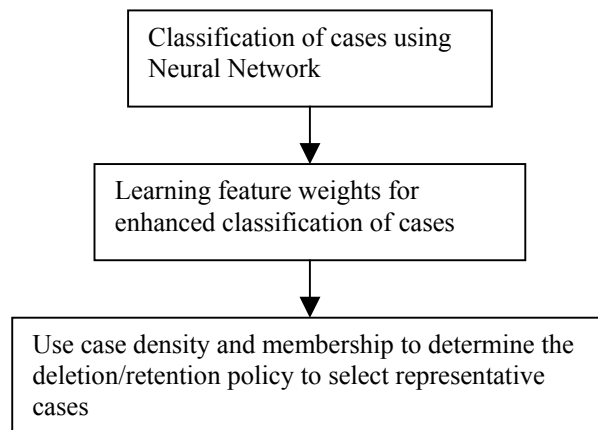 Classification of cases using
Neural Network
Learning feature weights for
enhanced classification of cases
Use case density and membership to determine the
deletion/retention policy to select representative
cases